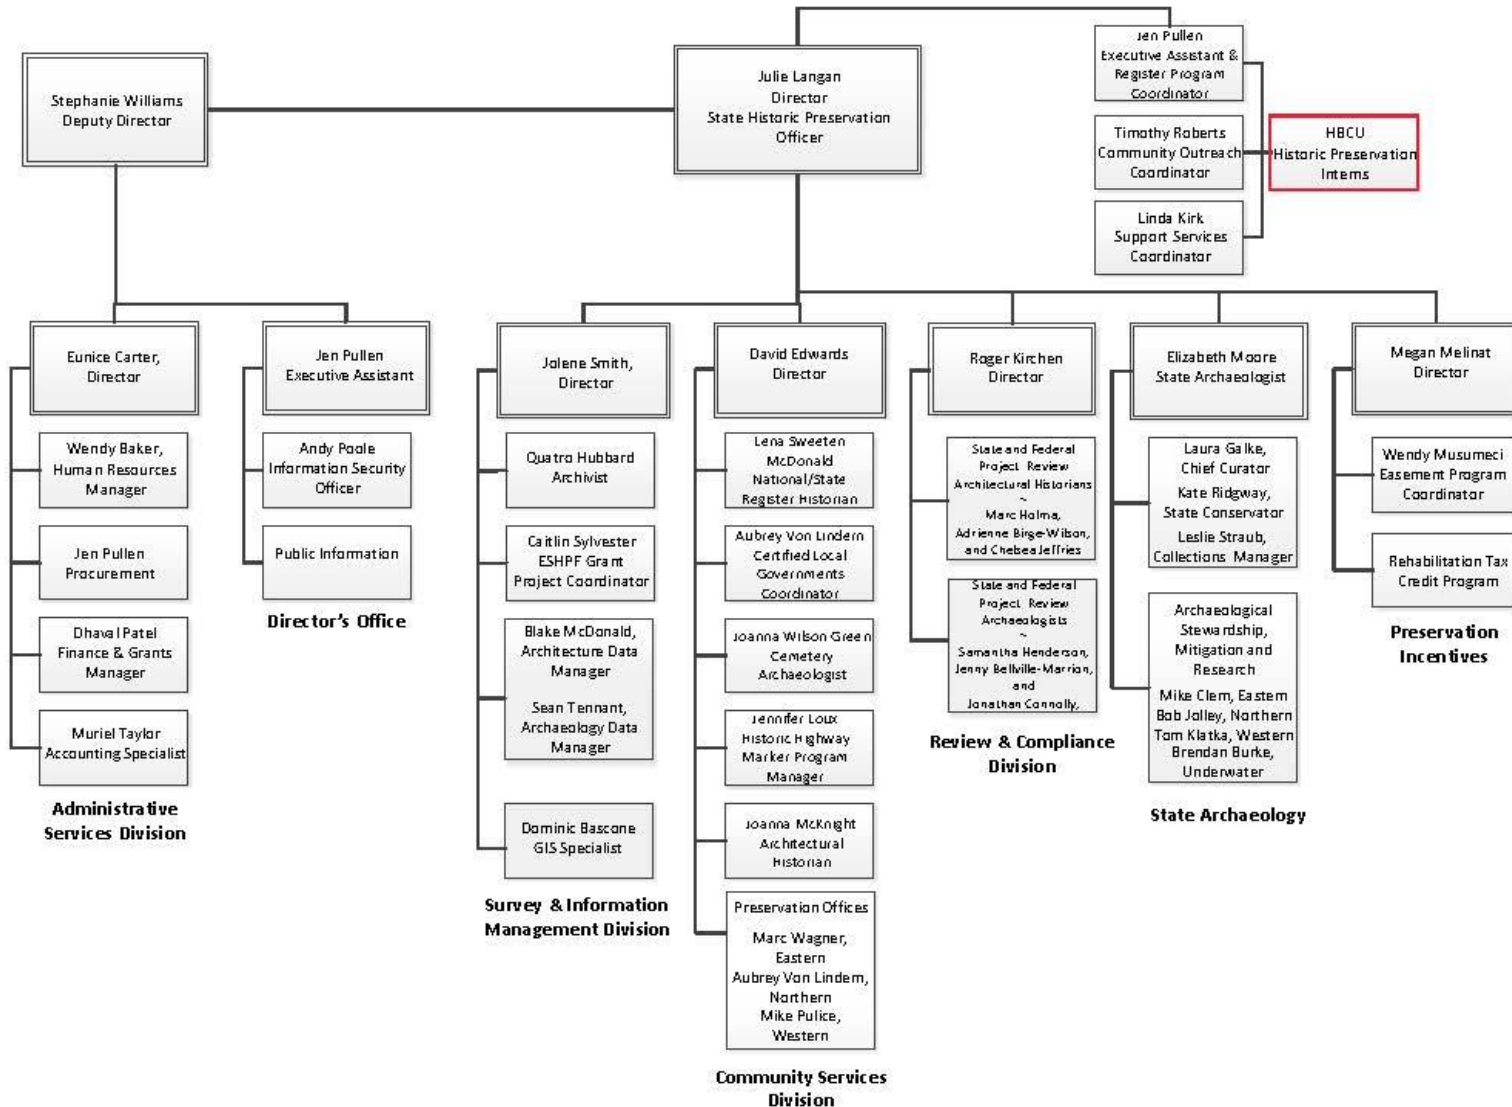 Stephanie Williams
Deputy Director
Julie Langan
Director
State Historic Preservation
Officer
Jen Pullen
Executive Assistant &
Register Program
Coordinator
Timothy Roberts
Community Outreach
Coordinator
Linda Kirk
Support Services
Coordinator
HBCU
Historic Preservation
Interns
Eunice Carter,
Director
Wendy Baker,
Human Resources
Manager
Jen Pullen
Procurement
Dhaval Patel
Finance & Grants
Manager
Muriel Taylor
Accounting Specialist
Administrative
Services Division
Jen Pullen
Executive Assistant
Andy Poole
Information Security
Officer
Public Information
Director's Office
Jolene Smith,
Director
Quatro Hubbard
Archivist
Caitlin Sylvester
ESHPF Grant
Project Coordinator
Blake McDonald,
Architecture Data
Manager
Sean Tennant,
Archaeology Data
Manager
Dominic Bascone
GIS Specialist
Survey & Information
Management Division
David Edwards
Director
Lena Sweeten
McDonald
National/State
Register Historian
Aubrey Von Lindern
Certified Local
Governments
Coordinator
Joanna Wilson Green
Cemetery
Archaeologist
Jennifer Loux
Historic Highway
Marker Program
Manager
Joanna McKnight
Architectural
Historian
Preservation Offices
Marc Wagner,
Eastern
Aubrey Von Lindern,
Northern
Mike Pulice,
Western
Community Services
Division
Roger Kirchen
Director
State and Federal
Project Review
Architectural Historians
~
Marc Holma,
Adrienne Birge-Wilson,
and Chelsea Jeffries
State and Federal
Project Review
Archaeologists
~
Samantha Henderson,
Jenny Bellville-Marrion,
and
Jonathan Connolly,
Review & Compliance
Division
Elizabeth Moore
State Archaeologist
Laura Galke,
Chief Curator
Kate Ridgway,
State Conservator
Leslie Straub,
Collections Manager
Archaeological
Stewardship,
Mitigation and
Research
Mike Clem, Eastern
Bob Jolley, Northern
Tom Klatka, Western
Brendan Burke,
Underwater
State Archaeology
Megan Melinat
Director
Wendy Musumeci
Easement Program
Coordinator
Rehabilitation Tax
Credit Program
Preservation
Incentives